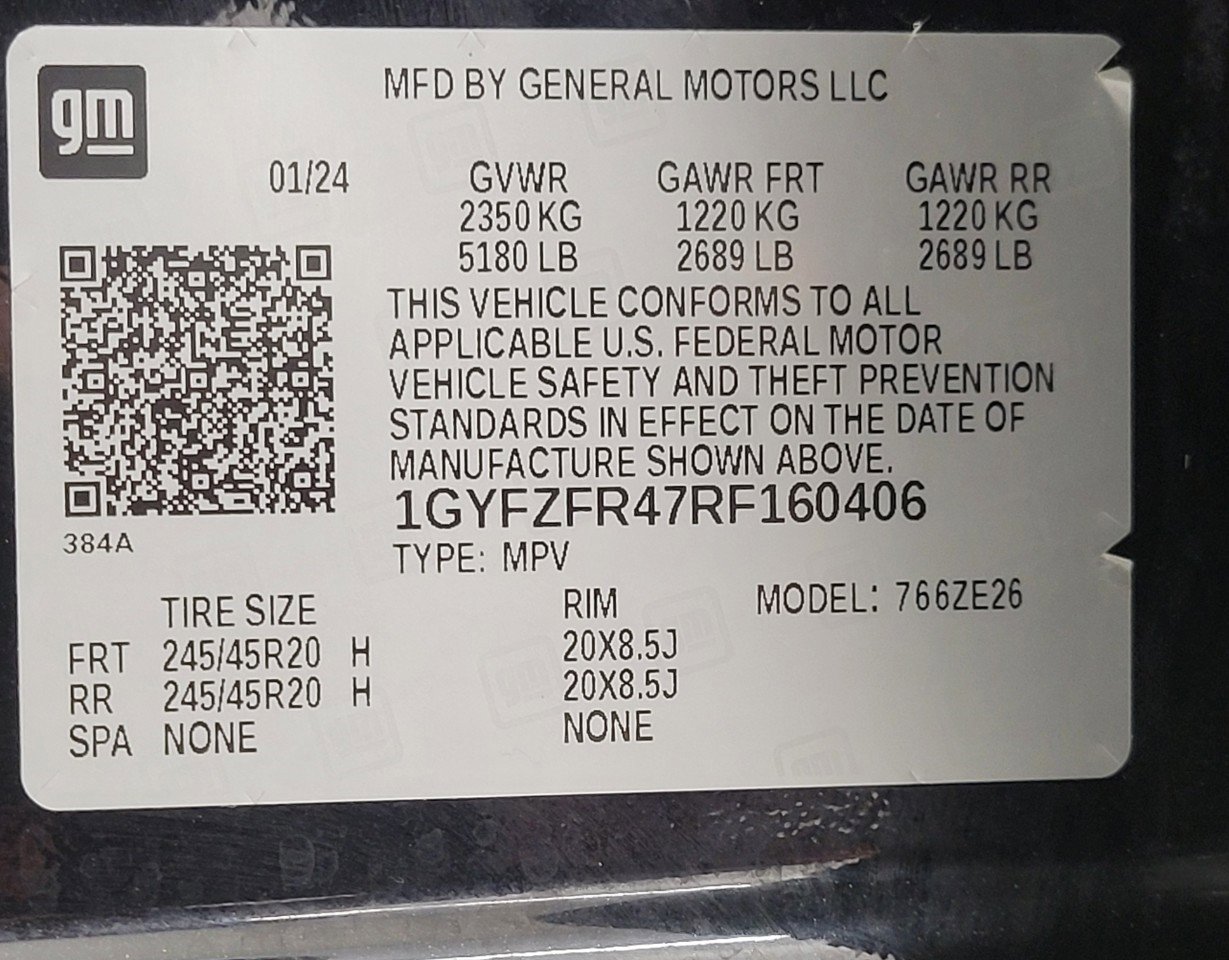 gm
MFD BY GENERAL MOTORS LLC
01/24 GVWR GAWR FRT GAWR RR
2350 KG 1220 KG 1220 KG
5180 LB 2689 LB 2689 LB
THIS VEHICLE CONFORMS TO ALL
APPLICABLE U.S. FEDERAL MOTOR
VEHICLE SAFETY AND THEFT PREVENTION
STANDARDS IN EFFECT ON THE DATE OF
MANUFACTURE SHOWN ABOVE.
1GYFZFR47RF160406
384A
TYPE: MPV
TIRE SIZE RIM MODEL: 766ZE26
FRT 245/45R20 H 20X8.5J
RR 245/45R20 H 20X8.5J
SPA NONE NONE